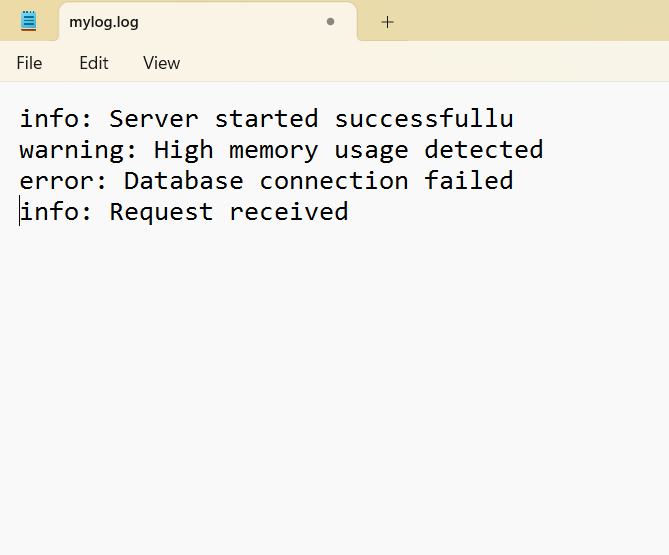 mylog.log
File Edit View
info: Server started successfullu
warning: High memory usage detected
error: Database connection failed
info: Request received